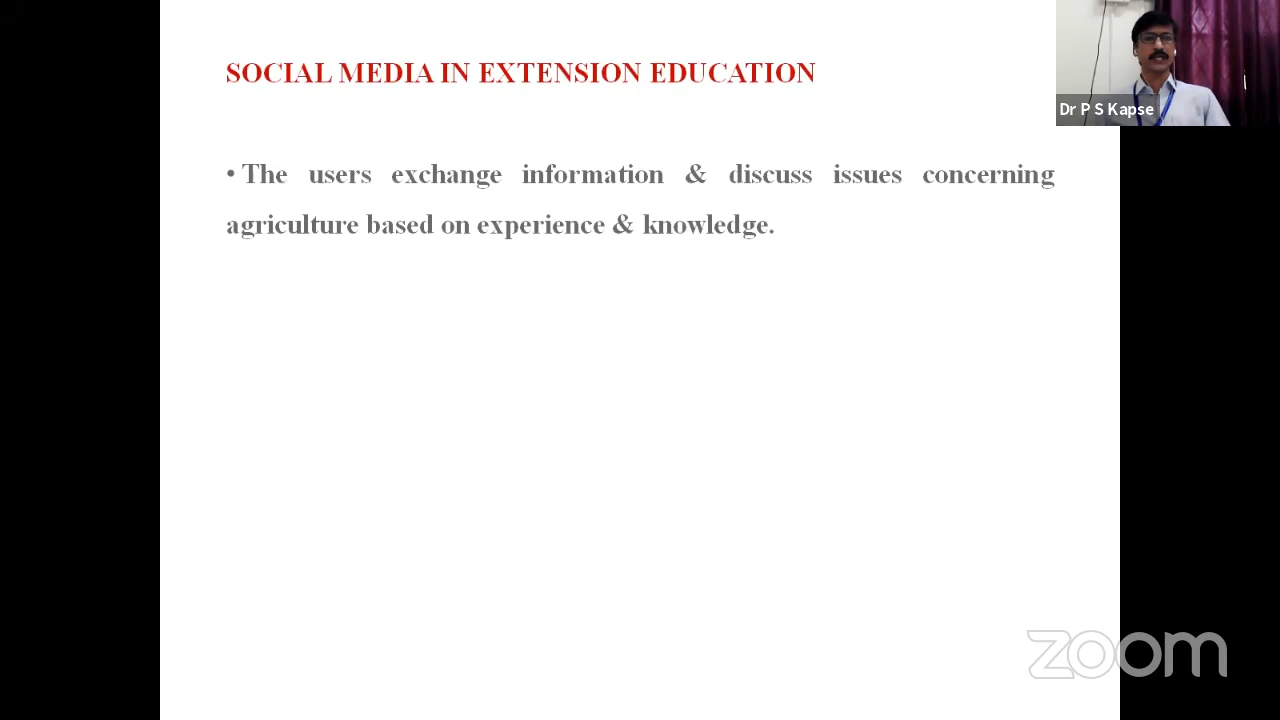 SOCIAL MEDIA IN EXTENSION EDUCATION
Dr P S Kapse
• The users exchange information & discuss issues concerning
agriculture based on experience & knowledge.
zoom